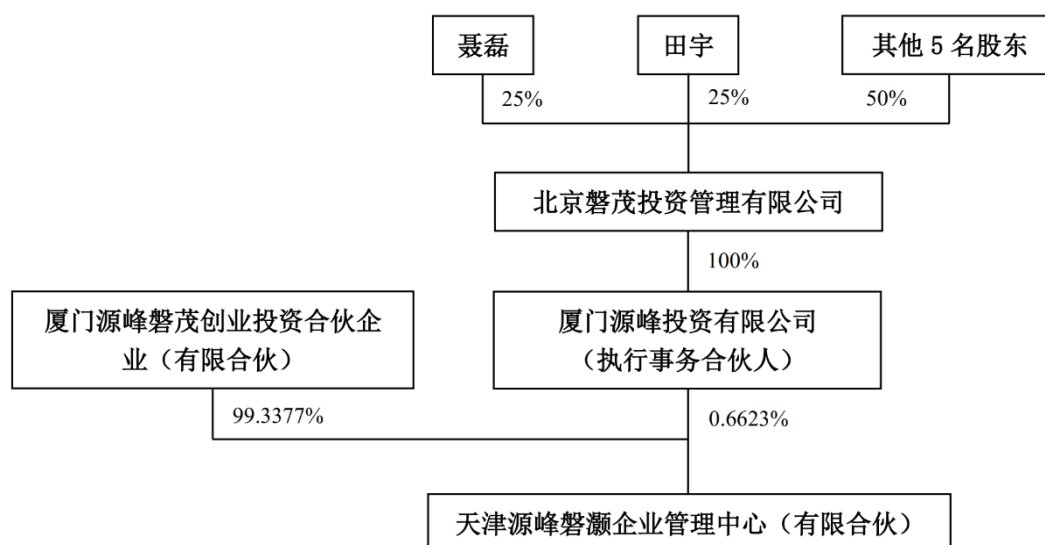 聂磊
田宇
其他 5 名股东
25%
25%
50%
北京磐茂投资管理有限公司
100%
厦门源峰磐茂创业投资合伙企
业（有限合伙）
厦门源峰投资有限公司
（执行事务合伙人）
99.3377%
0.6623%
天津源峰磐灏企业管理中心（有限合伙）